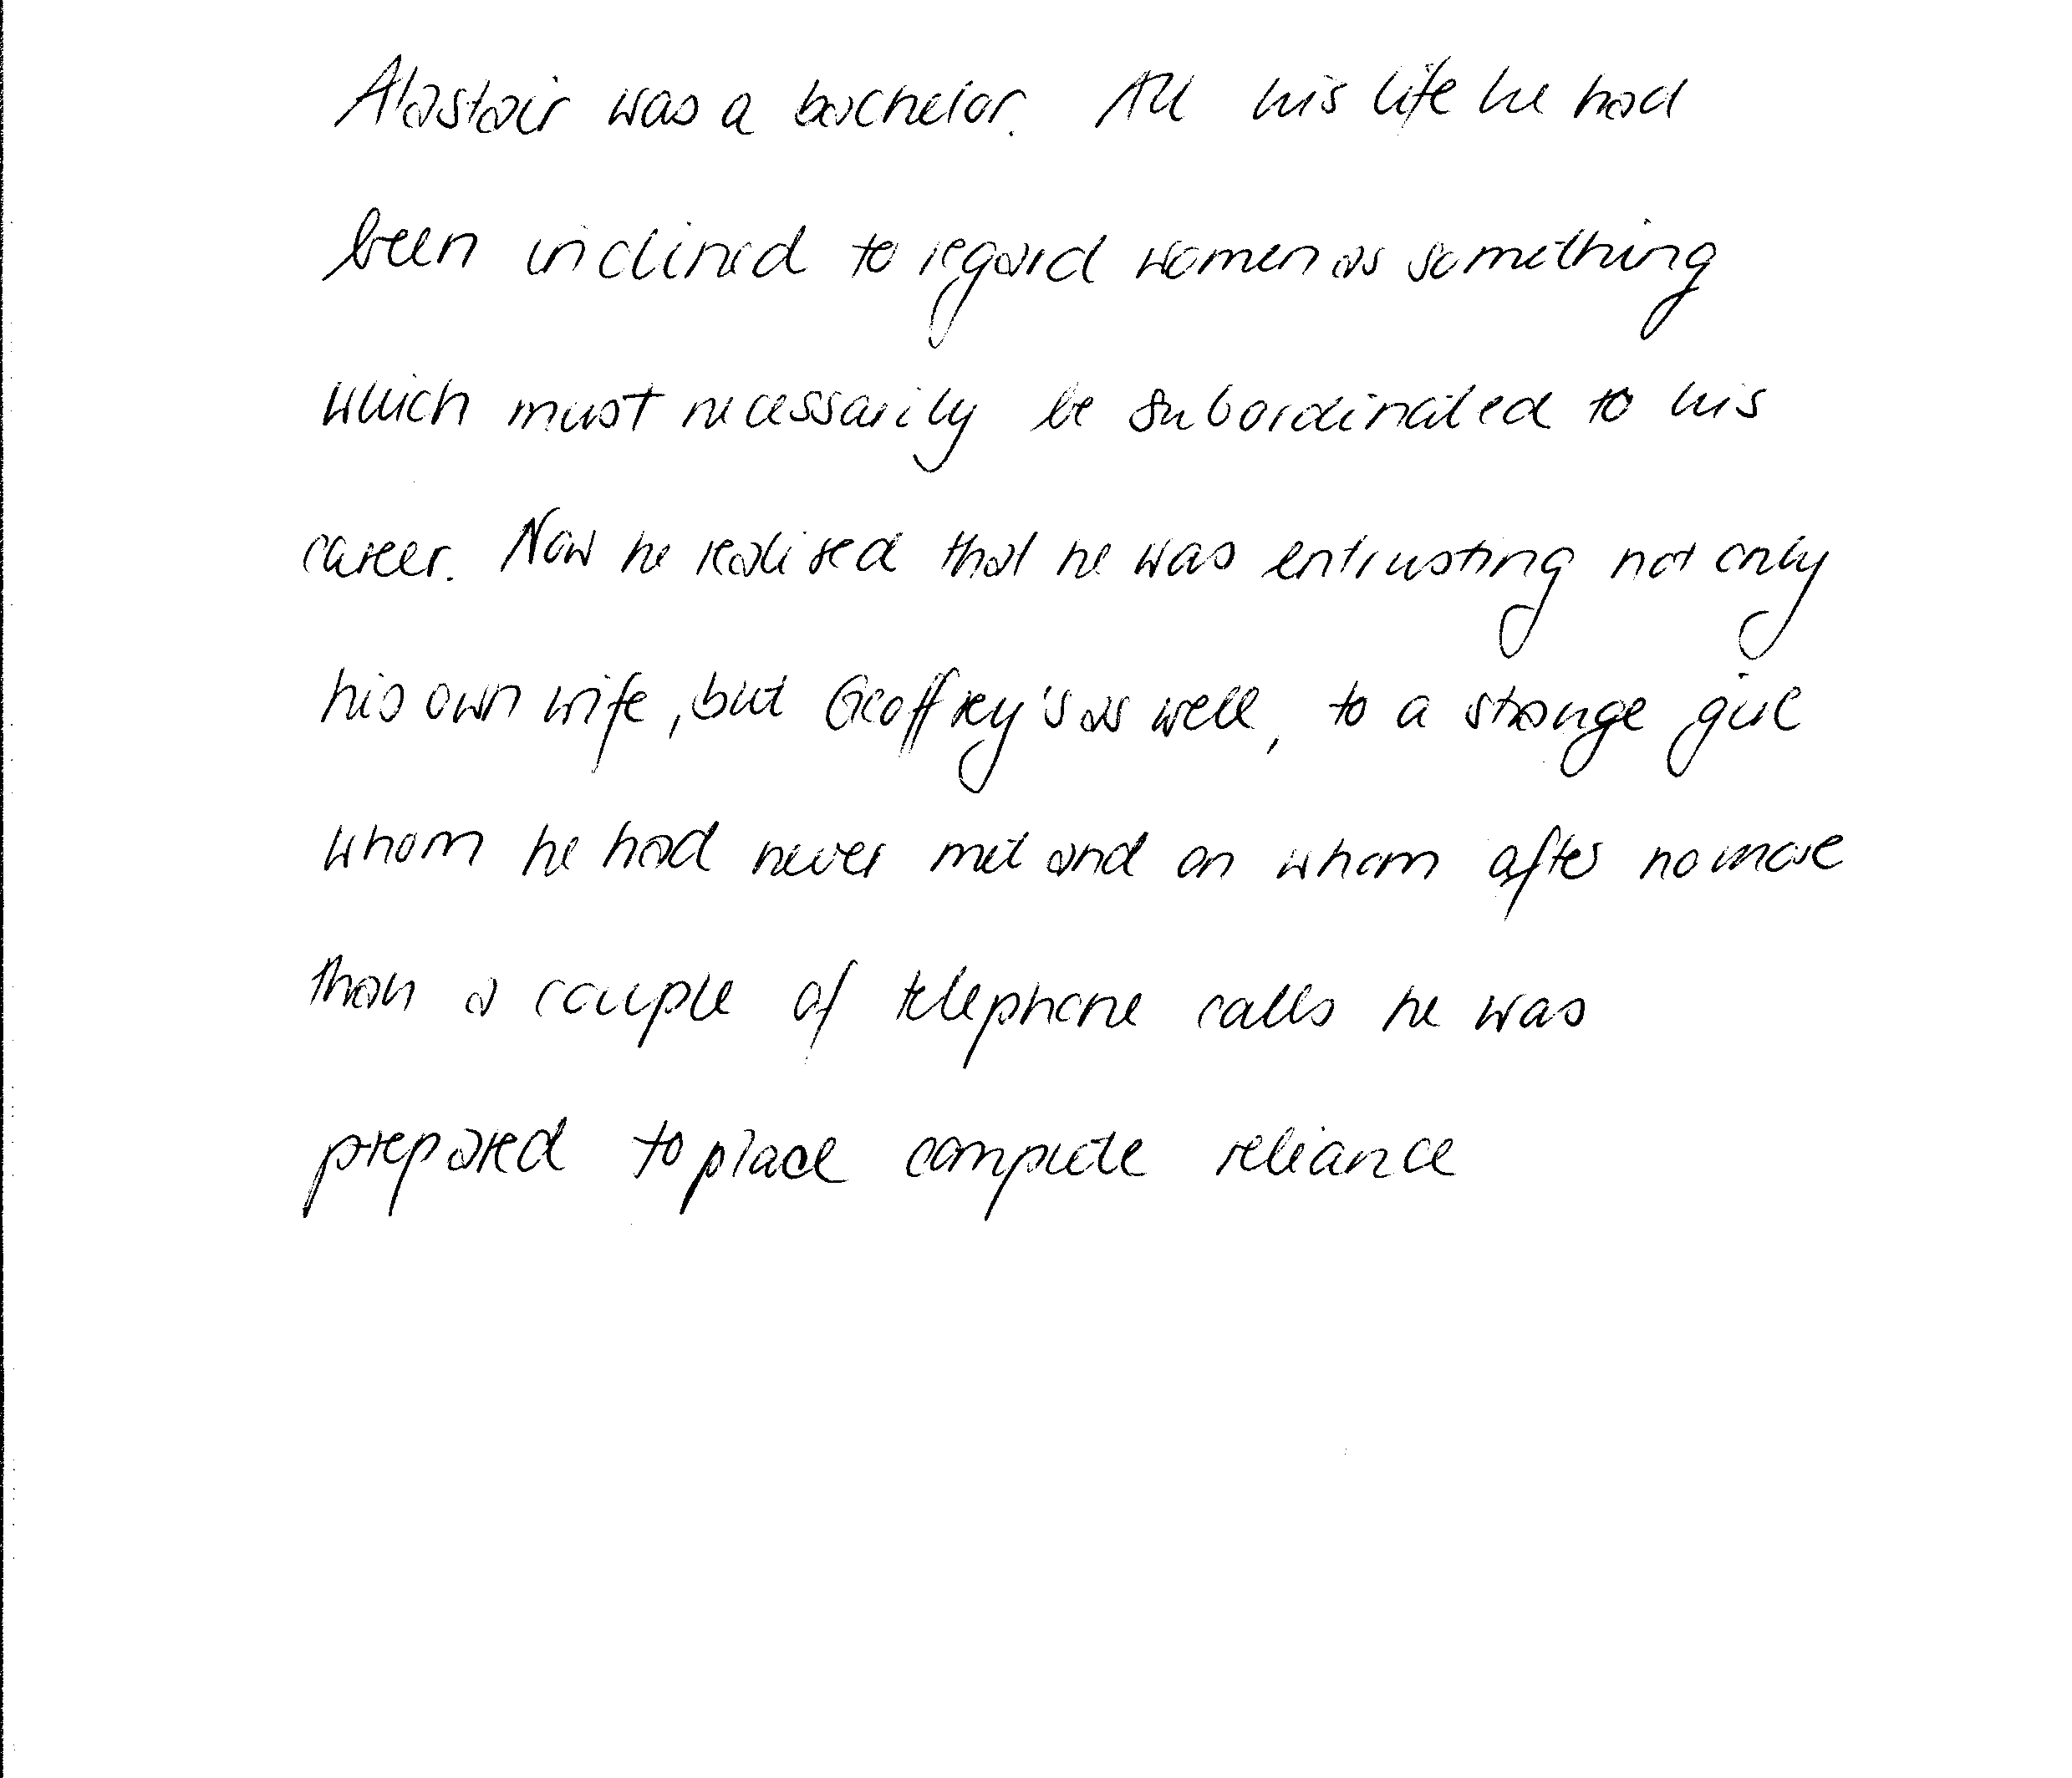 Alastair was a bachelor. All his life he had
been inclined to regard women as something
which must necessarily be subordinated to his
career. Now he realised that he was entrusting not only
his own wife, but Geoffrey's as well, to a strange girl
whom he had never met and on whom after no more
than a couple of telephone calls he was
prepared to place complete reliance